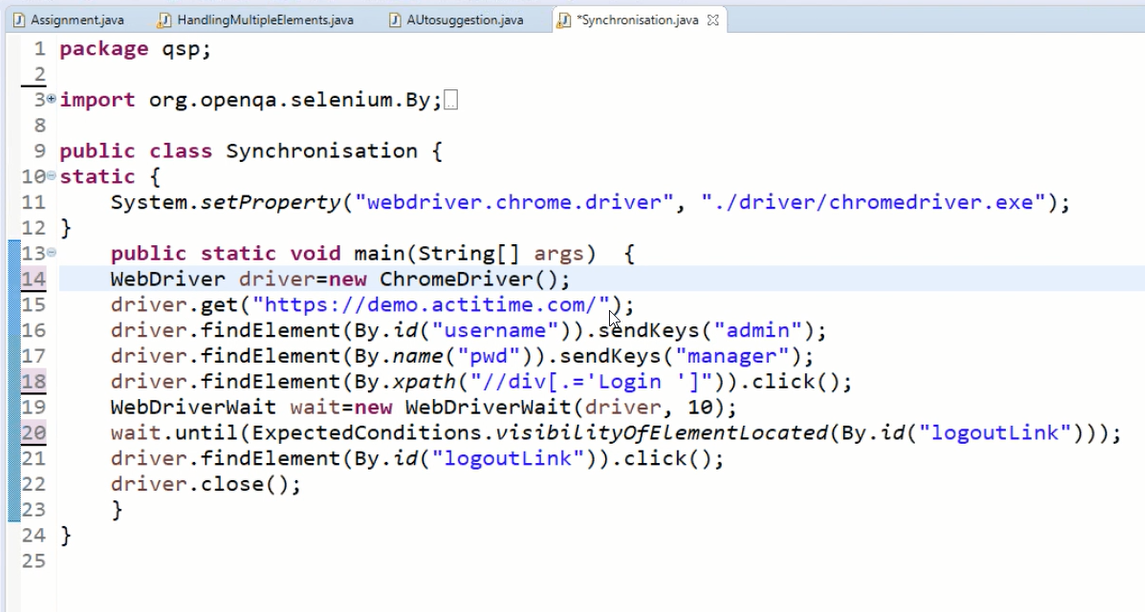 Assignment.java HandlingMultipleElements.java AUtosuggestion.java *Synchronisation.java
1 package qsp;
2
3 import org.openqa.selenium.By;
8
9 public class Synchronisation {
10 static {
11 System.setProperty("webdriver.chrome.driver", "./driver/chromedriver.exe");
12 }
13 public static void main(String[] args)  {
14 WebDriver driver=new ChromeDriver();
15 driver.get("https://demo.actitime.com/");
16 driver.findElement(By.id("username")).sendKeys("admin");
17 driver.findElement(By.name("pwd")).sendKeys("manager");
18 driver.findElement(By.xpath("//div[.='Login ']")).click();
19 WebDriverWait wait=new WebDriverWait(driver, 10);
20 wait.until(ExpectedConditions.visibilityOfElementLocated(By.id("logoutLink")));
21 driver.findElement(By.id("logoutLink")).click();
22 driver.close();
23 }
24 }
25